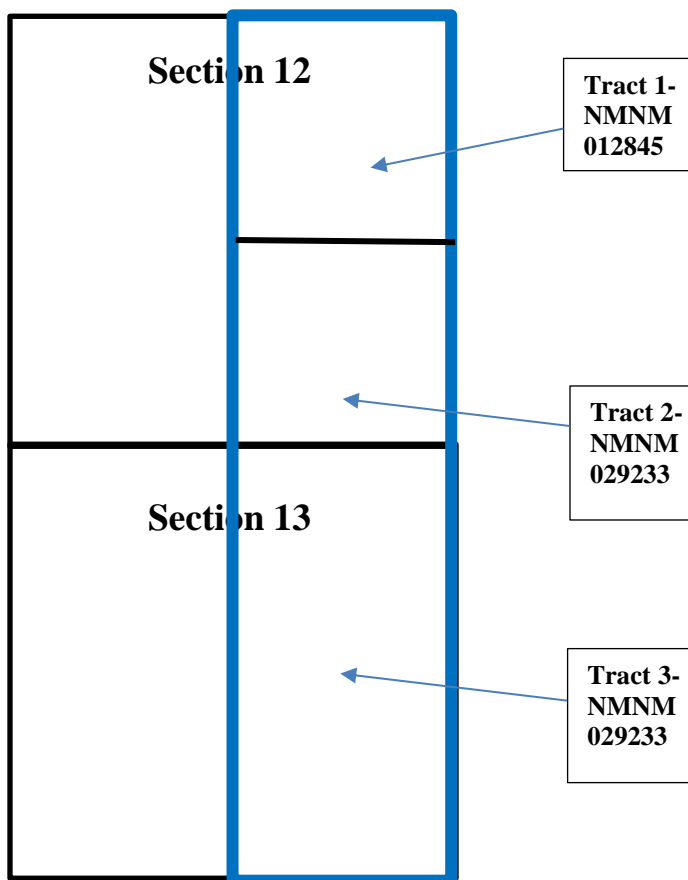 Section 12
Tract 1-
NMNM
012845
Tract 2-
NMNM
029233
Section 13
Tract 3-
NMNM
029233